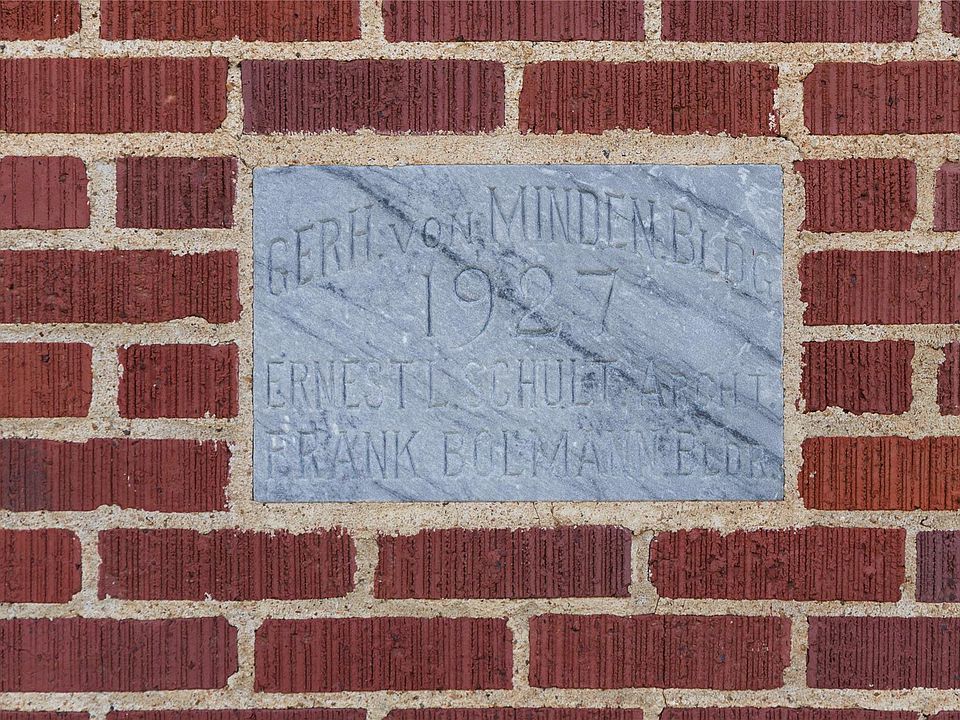 GERH. VON MINDEN. BLDG
1927
ERNEST L. SCHULT. ARCHT
FRANK BOLMANN BLDR.